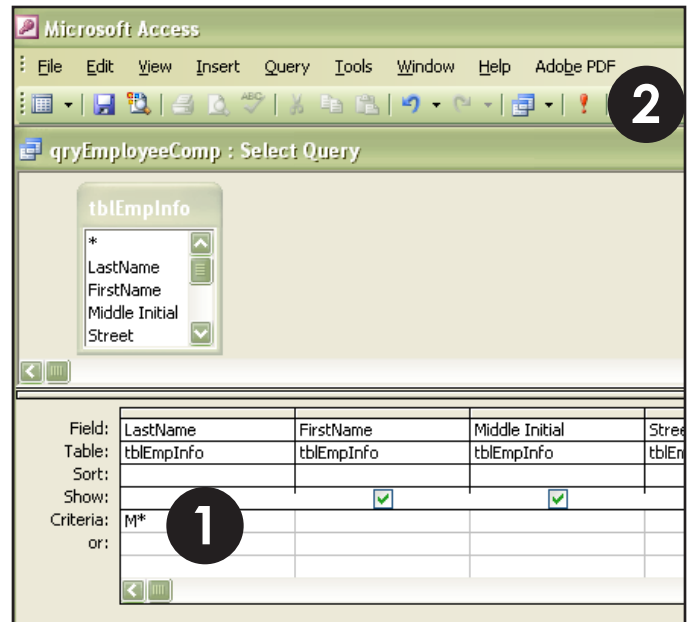 Microsoft Access
File Edit View Insert Query Tools Window Help Adobe PDF
ABC
2
qryEmployeeComp : Select Query
tblEmpInfo
*
LastName
FirstName
Middle Initial
Street
Field: LastName FirstName Middle Initial
Table: tblEmpInfo tblEmpInfo tblEmpInfo
Sort:
Show:
Criteria: M*
1
or: